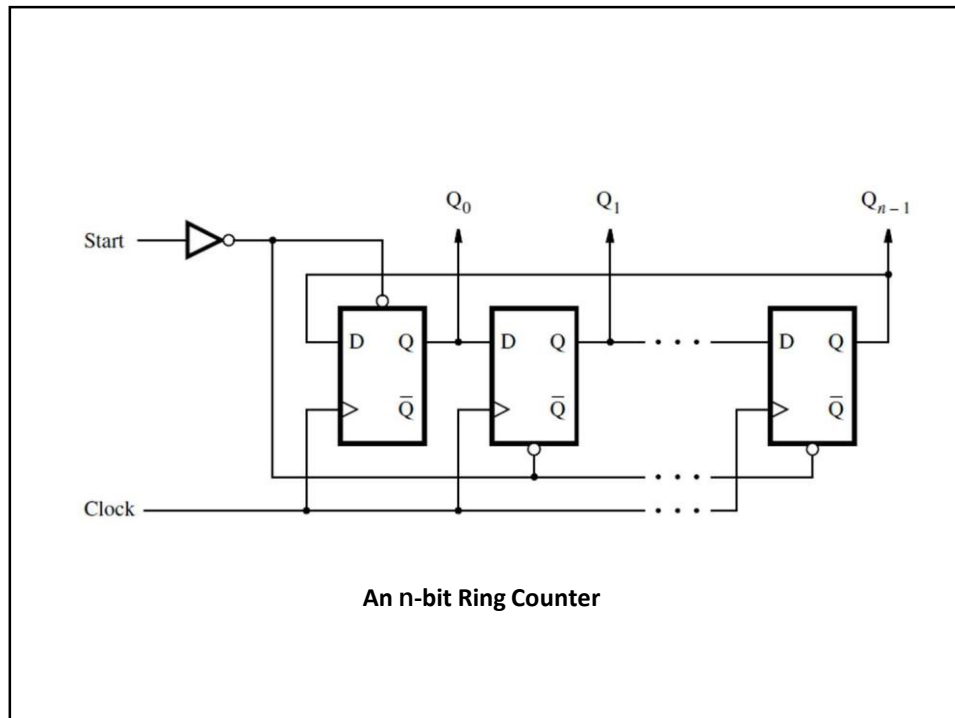 Q₀ Q₁ Qₙ₋₁
Start
D Q D Q • • • D Q
Q̅ Q̅ Q̅
• • •
Clock • • •
An n-bit Ring Counter